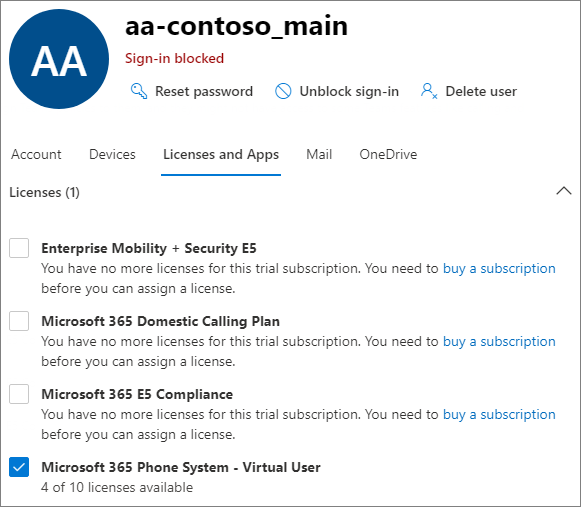 AA
aa-contoso_main
Sign-in blocked
Reset password Unblock sign-in Delete user
Account Devices Licenses and Apps Mail OneDrive
Licenses (1)
Enterprise Mobility + Security E5
You have no more licenses for this trial subscription. You need to buy a subscription
before you can assign a license.
Microsoft 365 Domestic Calling Plan
You have no more licenses for this trial subscription. You need to buy a subscription
before you can assign a license.
Microsoft 365 E5 Compliance
You have no more licenses for this trial subscription. You need to buy a subscription
before you can assign a license.
Microsoft 365 Phone System - Virtual User
4 of 10 licenses available